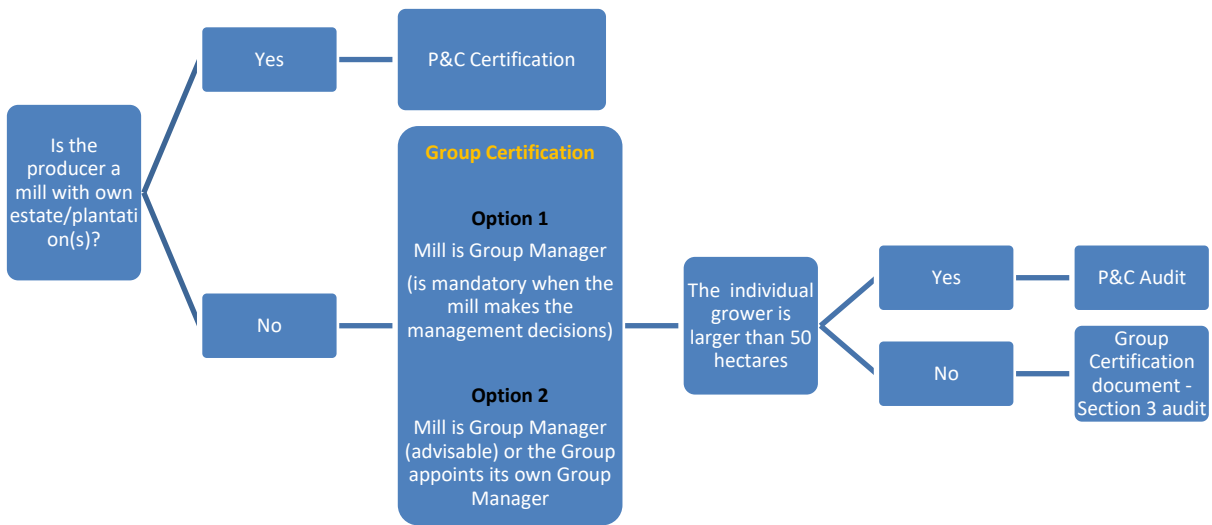 Is the
producer a
mill with own
estate/plantati
on(s)?
Yes
P&C Certification
No
Group Certification
Option 1
Mill is Group Manager
(is mandatory when the
mill makes the
management decisions)
Option 2
Mill is Group Manager
(advisable) or the Group
appoints its own Group
Manager
The individual
grower is
larger than 50
hectares
Yes
P&C Audit
No
Group
Certification
document -
Section 3 audit